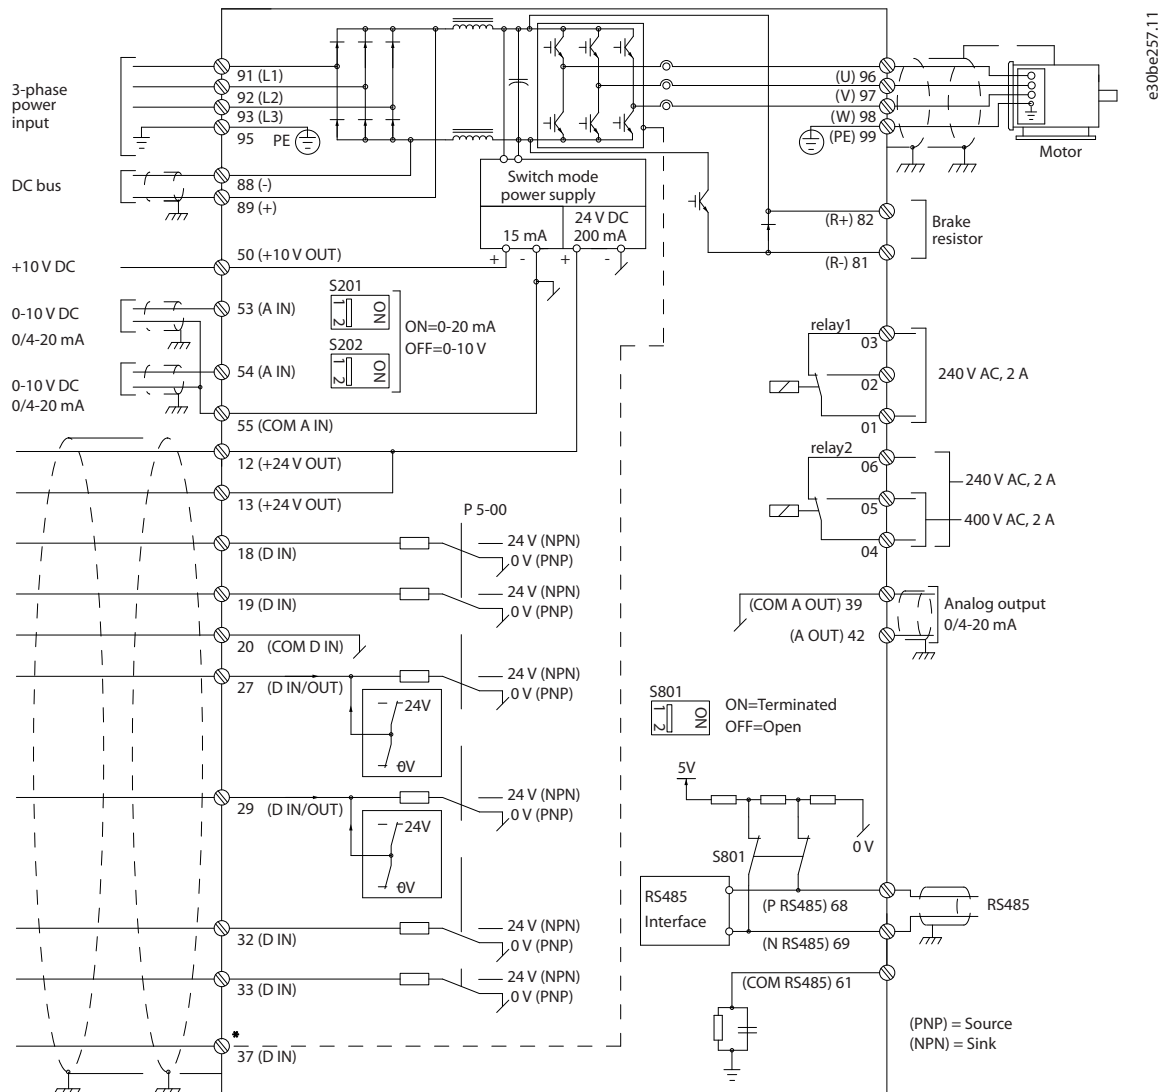 e30be257.11
3-phase
power
input
91 (L1)
92 (L2)
93 (L3)
95 PE
DC bus
88 (-)
89 (+)
+10 V DC
50 (+10 V OUT)
0-10 V DC
0/4-20 mA
53 (A IN)
0-10 V DC
0/4-20 mA
54 (A IN)
55 (COM A IN)
12 (+24 V OUT)
13 (+24 V OUT)
18 (D IN)
19 (D IN)
20 (COM D IN)
27 (D IN/OUT)
29 (D IN/OUT)
32 (D IN)
33 (D IN)
*
37 (D IN)
Switch mode
power supply
15 mA
24 V DC
200 mA
+ - + -
S201
1 2 ON
S202
1 2 ON
ON=0-20 mA
OFF=0-10 V
P 5-00
24 V (NPN)
0 V (PNP)
24 V (NPN)
0 V (PNP)
24 V (NPN)
0 V (PNP)
24V
0V
24 V (NPN)
0 V (PNP)
24V
0V
24 V (NPN)
0 V (PNP)
24 V (NPN)
0 V (PNP)
(U) 96
(V) 97
(W) 98
(PE) 99
Motor
(R+) 82
(R-) 81
Brake
resistor
relay1
03
02
01
240 V AC, 2 A
relay2
06
05
04
240 V AC, 2 A
400 V AC, 2 A
(COM A OUT) 39
(A OUT) 42
Analog output
0/4-20 mA
S801
1 2 ON
ON=Terminated
OFF=Open
5V
S801
0 V
RS485
Interface
(P RS485) 68
(N RS485) 69
RS485
(COM RS485) 61
(PNP) = Source
(NPN) = Sink